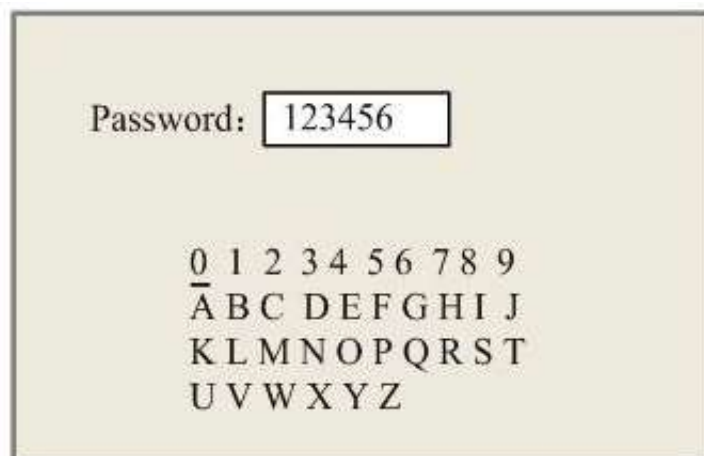 Password: 123456
0 1 2 3 4 5 6 7 8 9
A B C D E F G H I J
K L M N O P Q R S T
U V W X Y Z